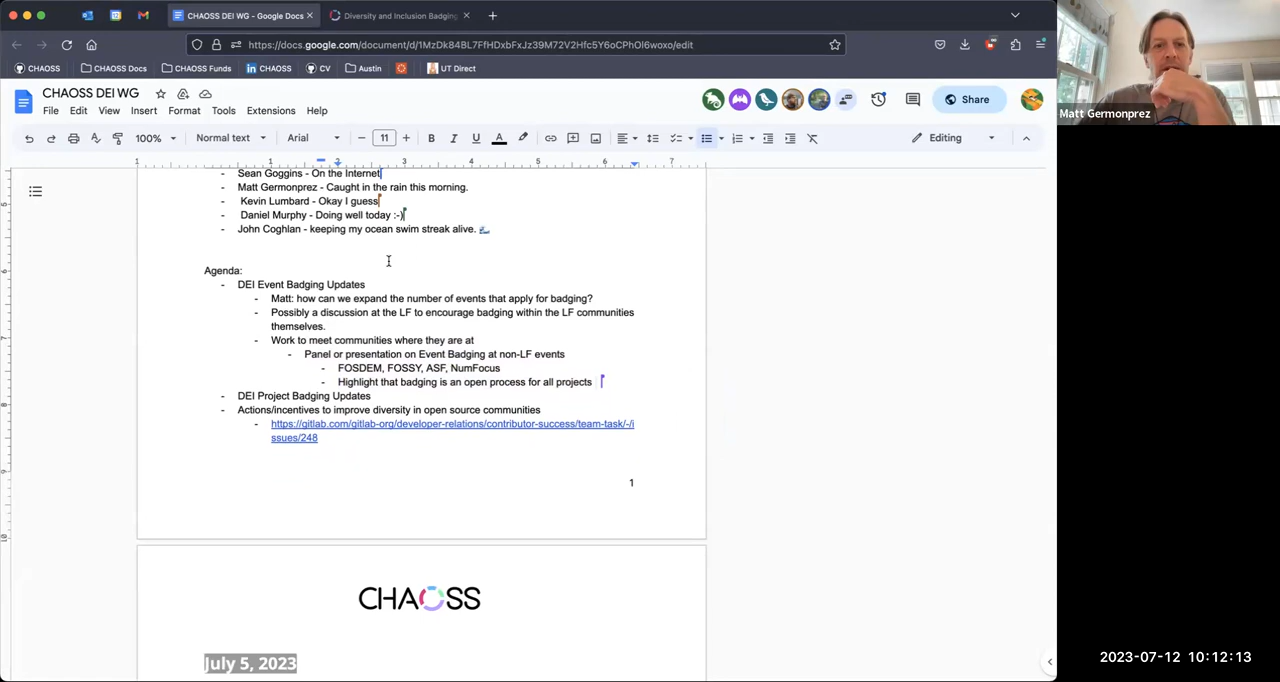 CHAOSS DEI WG - Google Docs
Diversity and Inclusion Badging
https://docs.google.com/document/d/1MzDk84BL7FfHDxbFxJz39M72V2Hfc5Y6oCPhOl6woxo/edit
CHAOSS
CHAOSS Docs
CHAOSS Funds
CHAOSS
CV
Austin
UT Direct
CHAOSS DEI WG
File Edit View Insert Format Tools Extensions Help
Share
100%
Normal text
Arial
11
Editing
1 1 2 3 4 5 6 7
- Sean Goggins - On the Internet
- Matt Germonprez - Caught in the rain this morning.
- Kevin Lumbard - Okay I guess
- Daniel Murphy - Doing well today :-)
- John Coghlan - keeping my ocean swim streak alive.
Agenda:
- DEI Event Badging Updates
- Matt: how can we expand the number of events that apply for badging?
- Possibly a discussion at the LF to encourage badging within the LF communities
themselves.
- Work to meet communities where they are at
- Panel or presentation on Event Badging at non-LF events
- FOSDEM, FOSSY, ASF, NumFocus
- Highlight that badging is an open process for all projects
- DEI Project Badging Updates
- Actions/incentives to improve diversity in open source communities
- https://gitlab.com/gitlab-org/developer-relations/contributor-success/team-task/-/i
ssues/248
1
CHAOSS
July 5, 2023
Matt Germonprez
2023-07-12 10:12:13